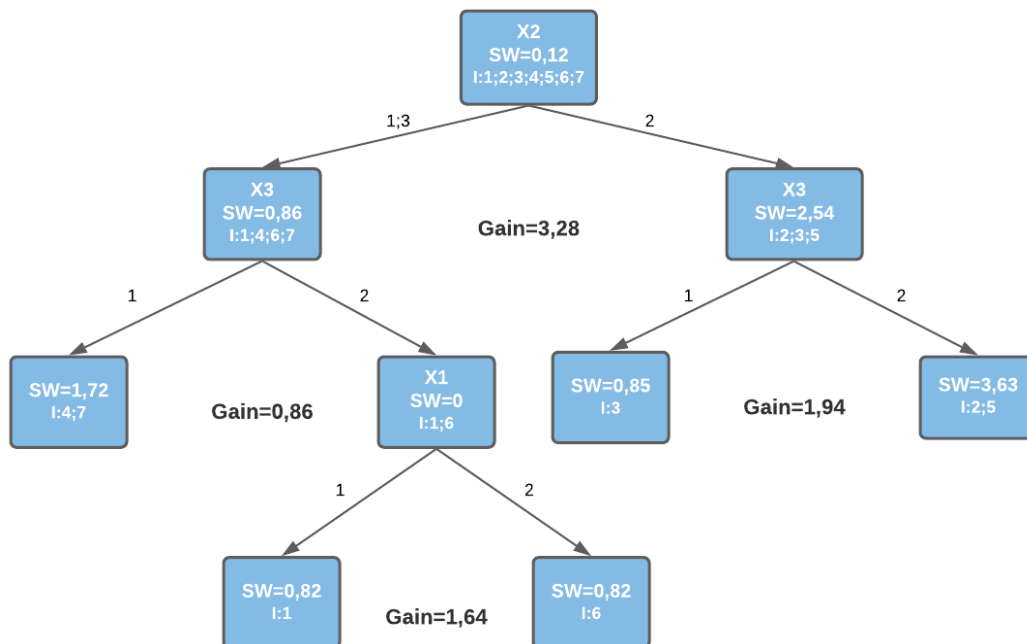 X2
SW=0,12
I:1;2;3;4;5;6;7
1;3
2
X3
SW=0,86
I:1;4;6;7
Gain=3,28
X3
SW=2,54
I:2;3;5
1
2
1
2
SW=1,72
I:4;7
Gain=0,86
X1
SW=0
I:1;6
SW=0,85
I:3
Gain=1,94
SW=3,63
I:2;5
1
2
SW=0,82
I:1
Gain=1,64
SW=0,82
I:6